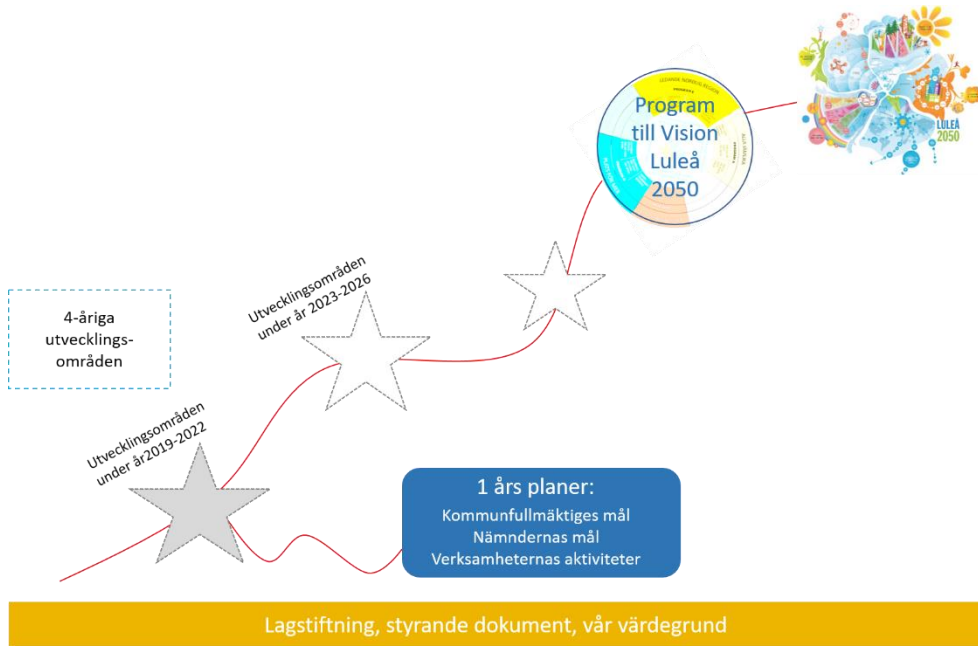 Program
till Vision
Luleå
2050
LULEÅ
2050
Utvecklingsområden
under år 2023-2026
4-åriga
utvecklings-
områden
Utvecklingsområden
under år2019-2022
1 års planer:
Kommunfullmäktiges mål
Nämndernas mål
Verksamheternas aktiviteter
Lagstiftning, styrande dokument, vår värdegrund